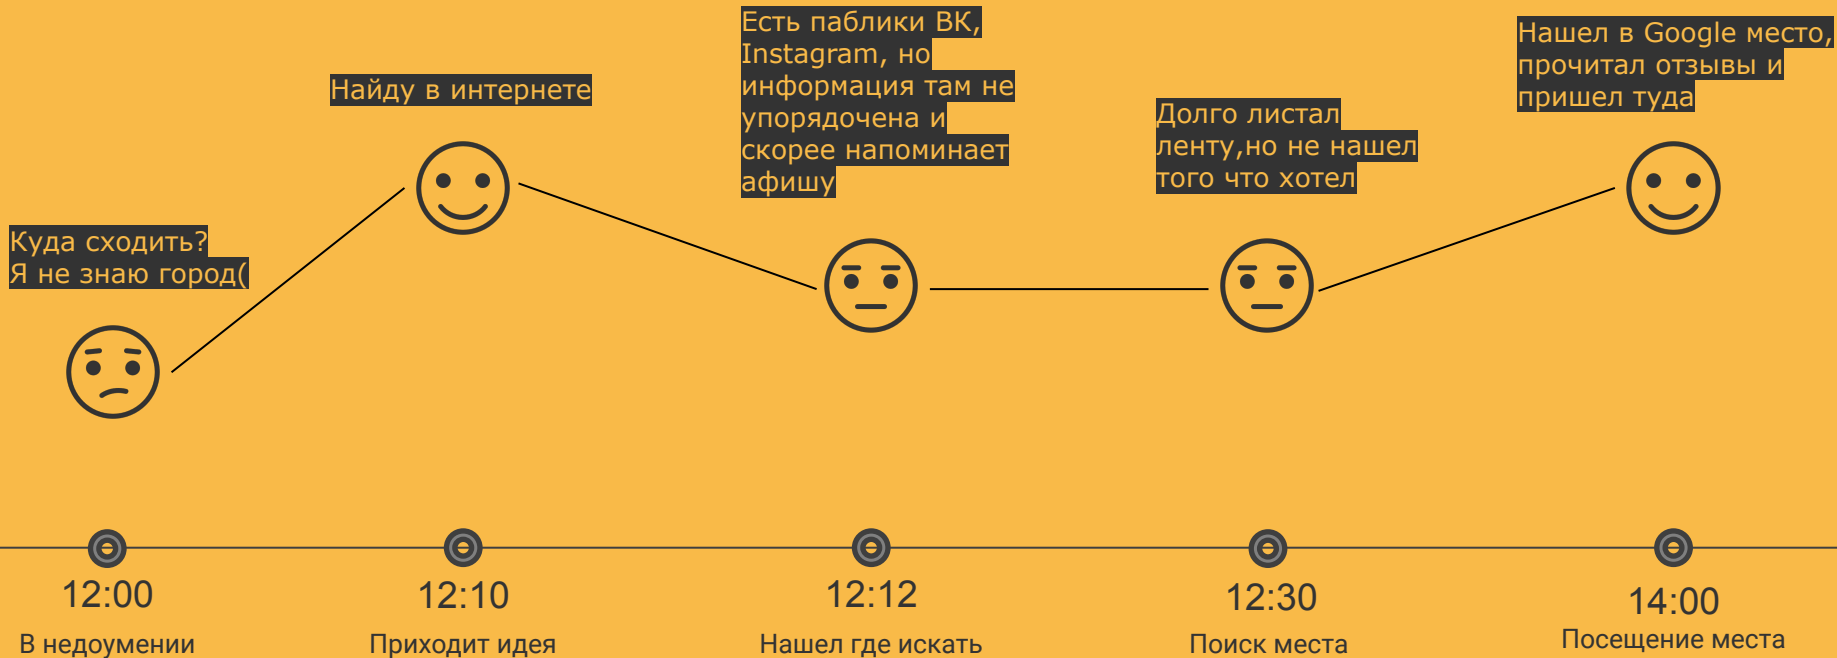 Куда сходить?
Я не знаю город(
Найду в интернете
Есть паблики ВК,
Instagram, но
информация там не
упорядочена и
скорее напоминает
афишу
Долго листал
ленту,но не нашел
того что хотел
Нашел в Google место,
прочитал отзывы и
пришел туда
12:00
12:10
12:12
12:30
14:00
В недоумении
Приходит идея
Нашел где искать
Поиск места
Посещение места